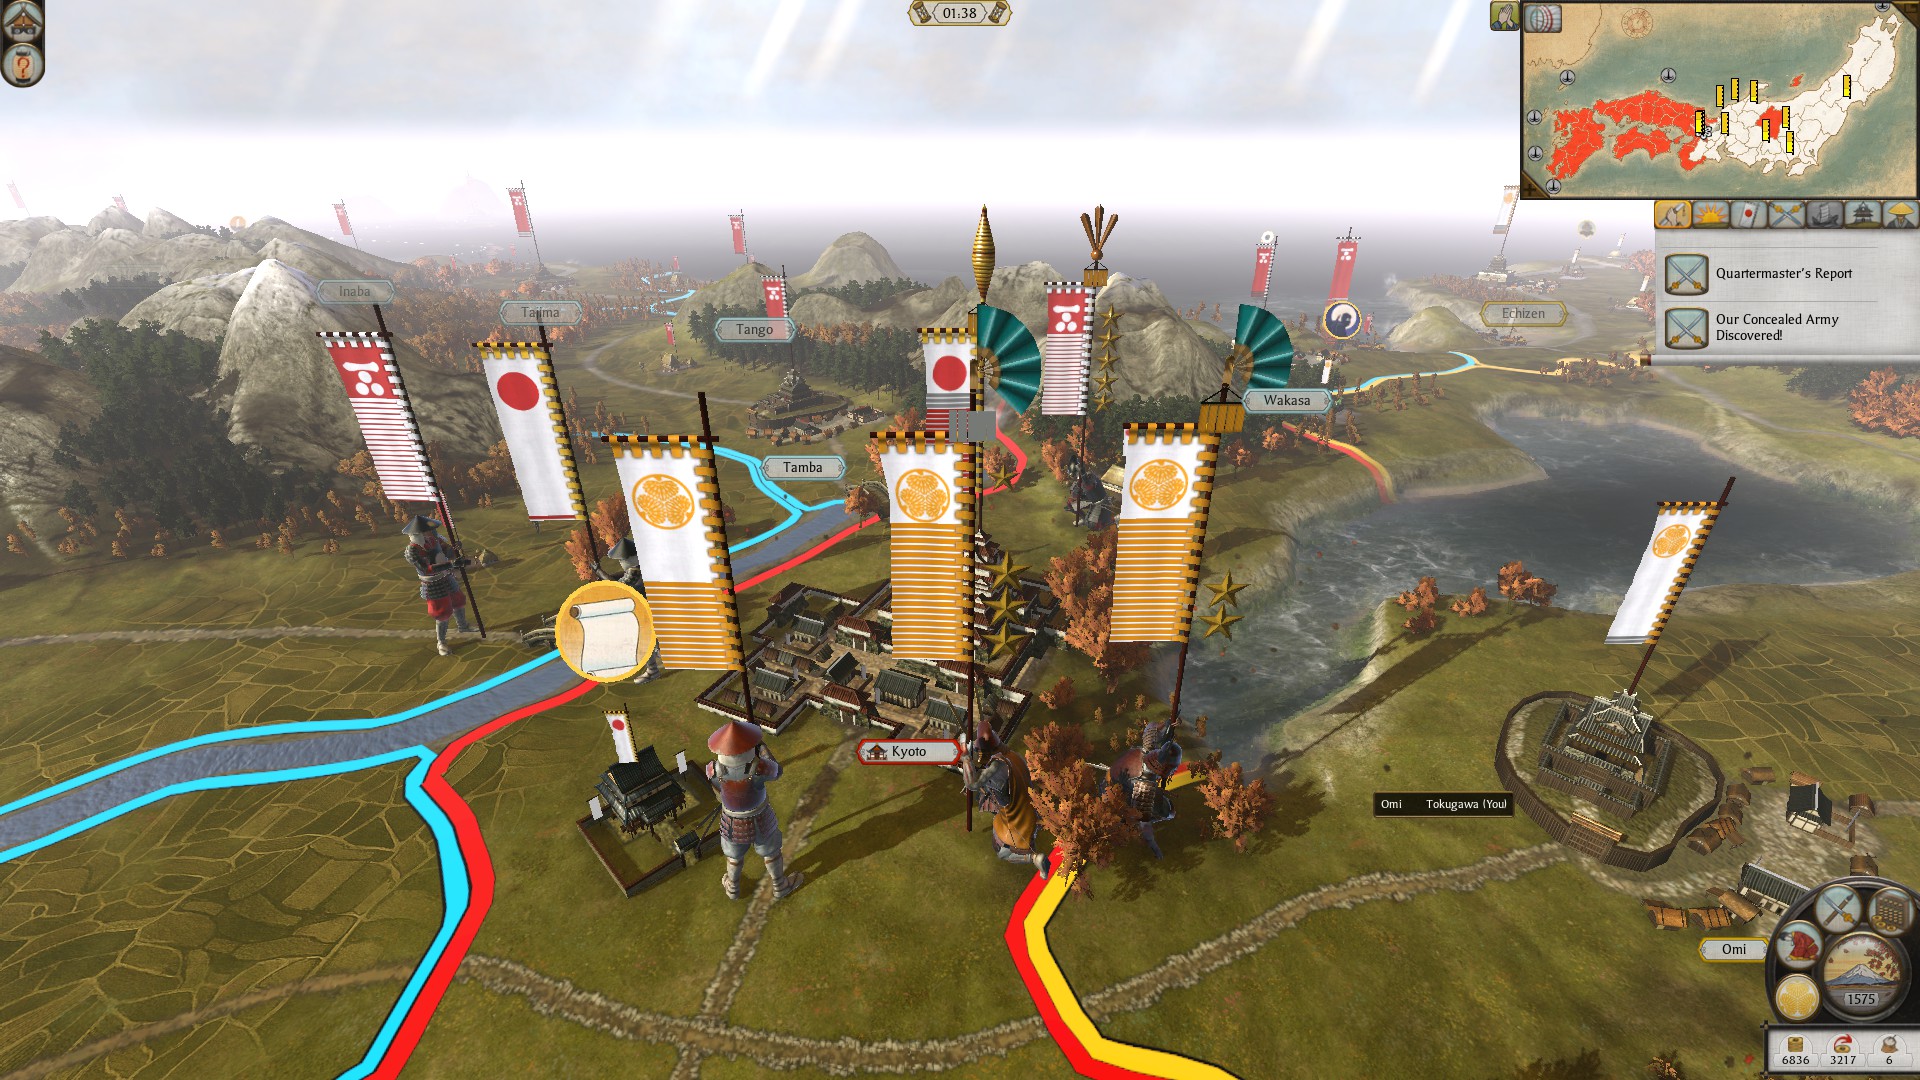 01:38
Quartermaster's Report
Our Concealed Army
Discovered!
Inaba
Tajima
Tango
Echizen
Wakasa
Tamba
Kyoto
Omi Tokugawa (You)
Omi
1575
6836 3217 6